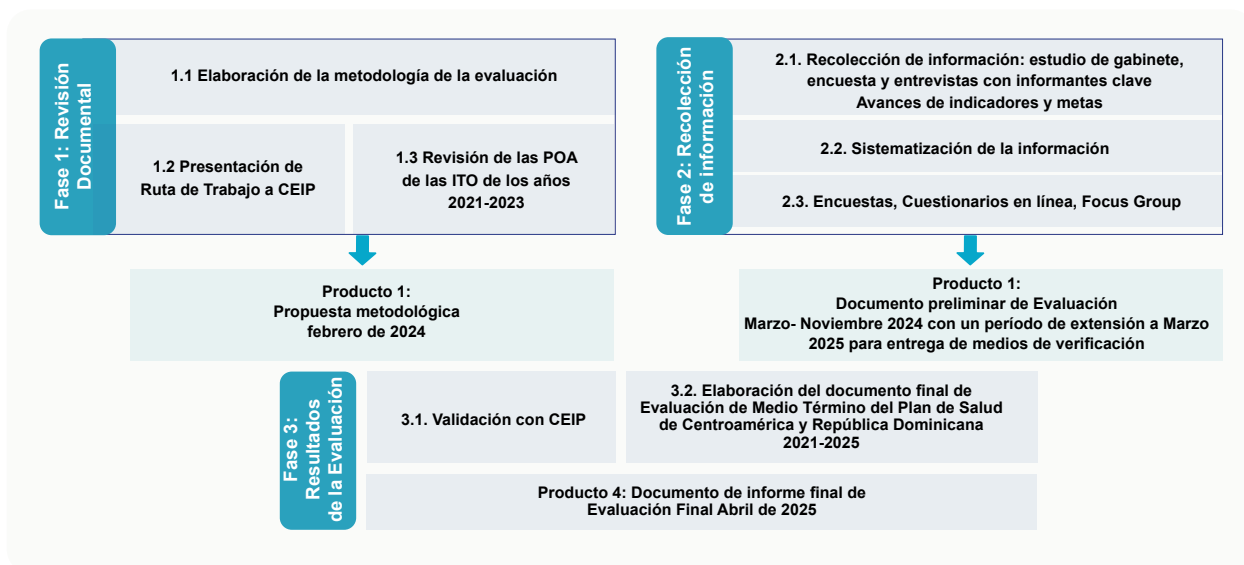 Fase 1: Revisión
Documental
1.1 Elaboración de la metodología de la evaluación
1.2 Presentación de
Ruta de Trabajo a CEIP
1.3 Revisión de las POA
de las ITO de los años
2021-2023
Producto 1:
Propuesta metodológica
febrero de 2024
Fase 2: Recolección
de información
2.1. Recolección de información: estudio de gabinete,
encuesta y entrevistas con informantes clave
Avances de indicadores y metas
2.2. Sistematización de la información
2.3. Encuestas, Cuestionarios en línea, Focus Group
Producto 1:
Documento preliminar de Evaluación
Marzo- Noviembre 2024 con un período de extensión a Marzo
2025 para entrega de medios de verificación
Fase 3:
Resultados
de la Evaluación
3.1. Validación con CEIP
3.2. Elaboración del documento final de
Evaluación de Medio Término del Plan de Salud
de Centroamérica y República Dominicana
2021-2025
Producto 4: Documento de informe final de
Evaluación Final Abril de 2025